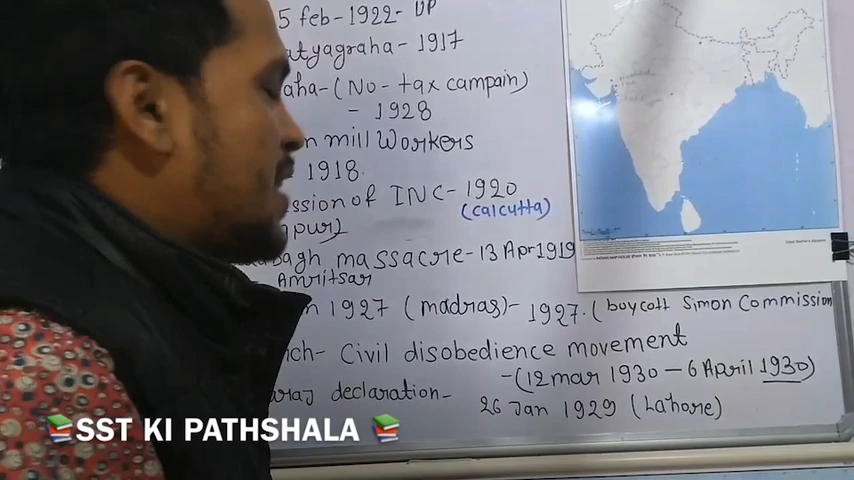 5 feb-1922- UP
atyagraha- 1917
aha-(No-tax campain)
- 1928
n mill Workers
1918
ssion of INC- 1920
(calcutta)
pur)
bagh massacre- 13 Apr 1919
Amritsar
n 1927 (madras)- 1927. (boycott Simon Commission
ch- Civil disobedience movement
-(12 mar 1930 - 6 April 1930)
araj declaration- 26 Jan 1929 (Lahore)
📚SST KI PATHSHALA 📚